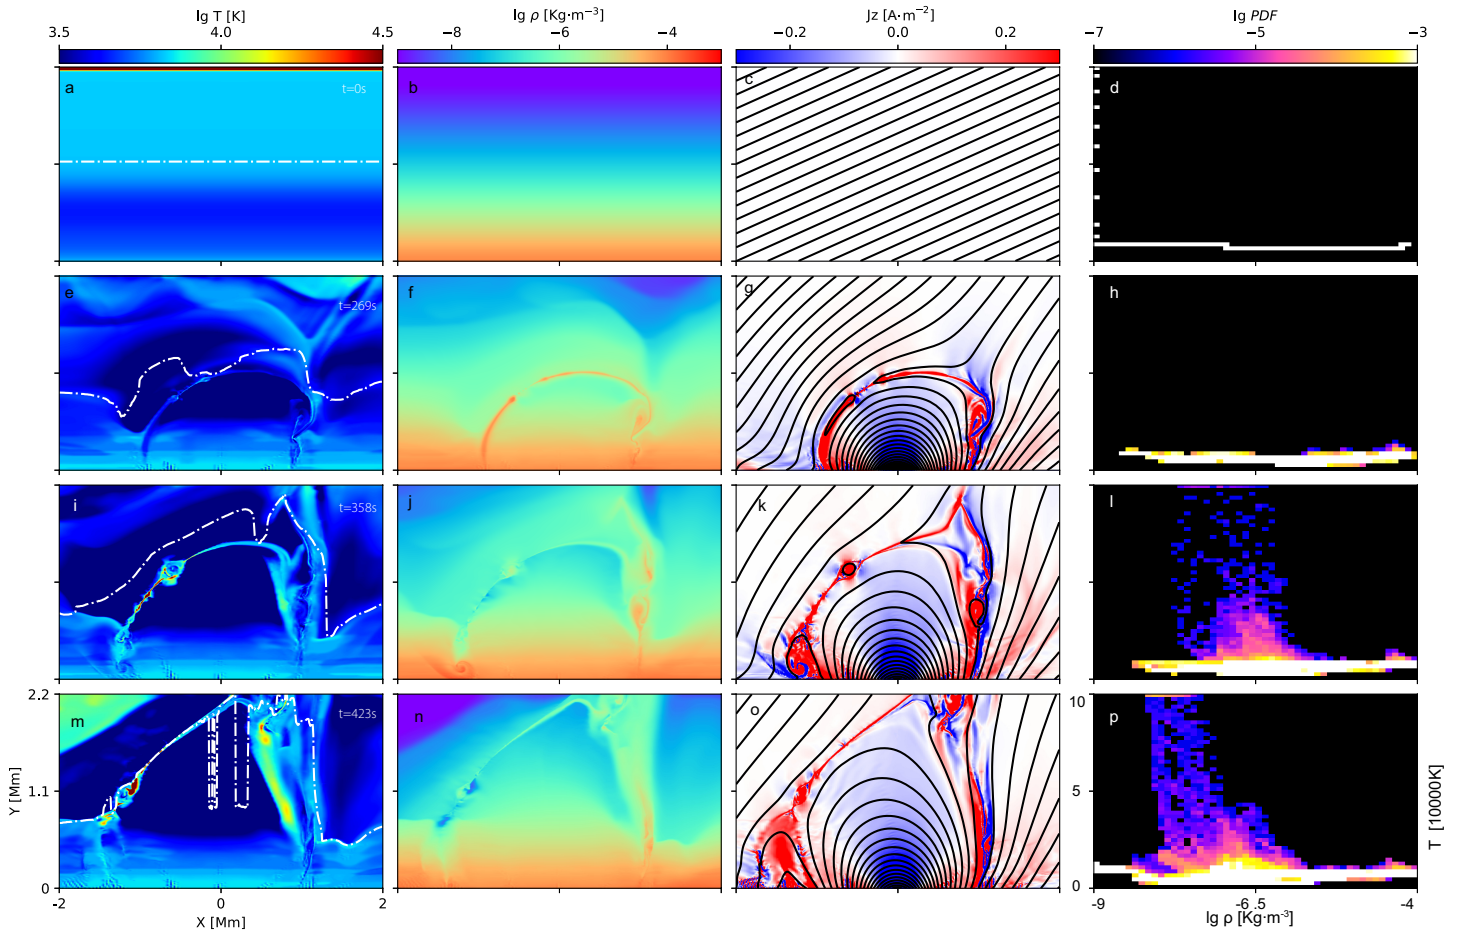 lg T [K]
lg ρ [Kg·m⁻³]
Jz [A·m⁻²]
lg PDF
3.5 4.0 4.5
−8 −6 −4
−0.2 0.0 0.2
−7 −5 −3
a t=0s b c d
e t=269s f g h
i t=358s j k l
m t=423s n o p
2.2
1.1
0
Y [Mm]
-2 0 2
X [Mm]
10
5
0
T [10000K]
-9 -6.5 -4
lg ρ [Kg·m⁻³]